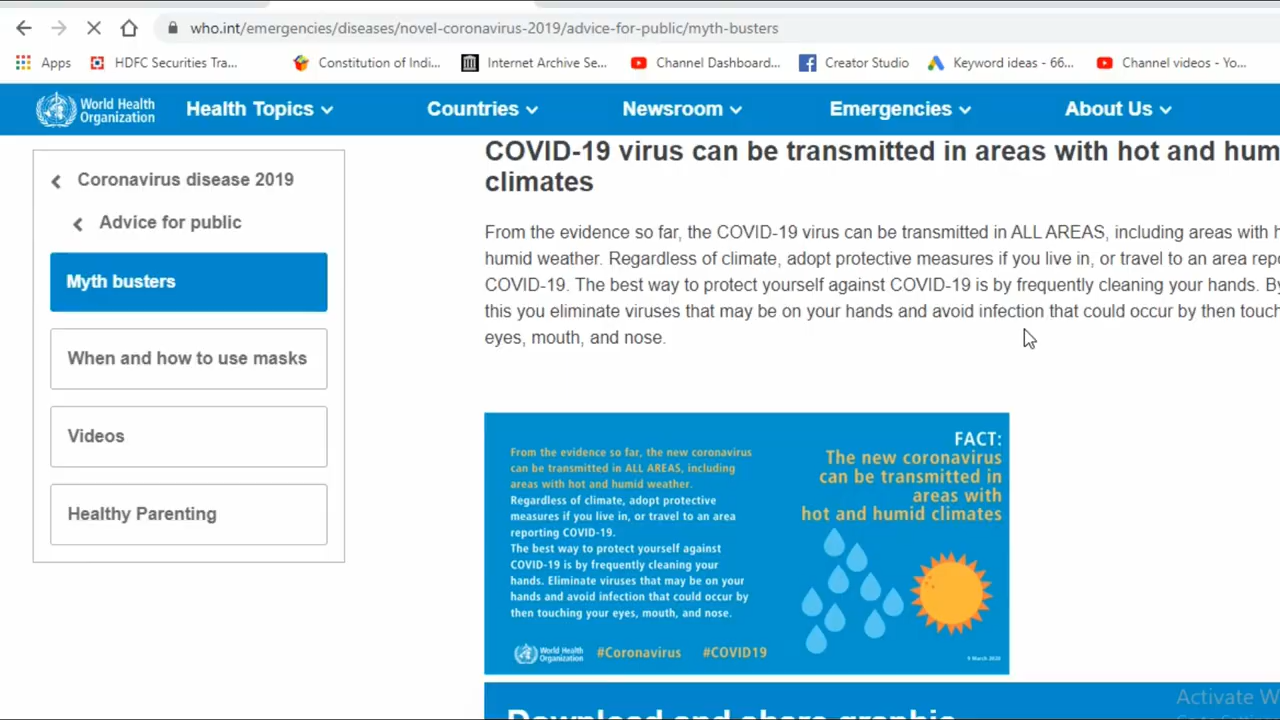 who.int/emergencies/diseases/novel-coronavirus-2019/advice-for-public/myth-busters
Apps HDFC Securities Tra... Constitution of Indi... Internet Archive Se... Channel Dashboard... Creator Studio Keyword ideas - 66... Channel videos - Yo...
World Health
Organization
Health Topics Countries Newsroom Emergencies About Us
Coronavirus disease 2019
Advice for public
Myth busters
When and how to use masks
Videos
Healthy Parenting
COVID-19 virus can be transmitted in areas with hot and hum
climates
From the evidence so far, the COVID-19 virus can be transmitted in ALL AREAS, including areas with h
humid weather. Regardless of climate, adopt protective measures if you live in, or travel to an area repo
COVID-19. The best way to protect yourself against COVID-19 is by frequently cleaning your hands. By
this you eliminate viruses that may be on your hands and avoid infection that could occur by then touch
eyes, mouth, and nose.
From the evidence so far, the new coronavirus
can be transmitted in ALL AREAS, including
areas with hot and humid weather.
Regardless of climate, adopt protective
measures if you live in, or travel to an area
reporting COVID-19.
The best way to protect yourself against
COVID-19 is by frequently cleaning your
hands. Eliminate viruses that may be on your
hands and avoid infection that could occur by
then touching your eyes, mouth, and nose.
FACT:
The new coronavirus
can be transmitted in
areas with
hot and humid climates
World Health
Organization
#Coronavirus #COVID19
9 March 2020
Download and share graphic
Activate W